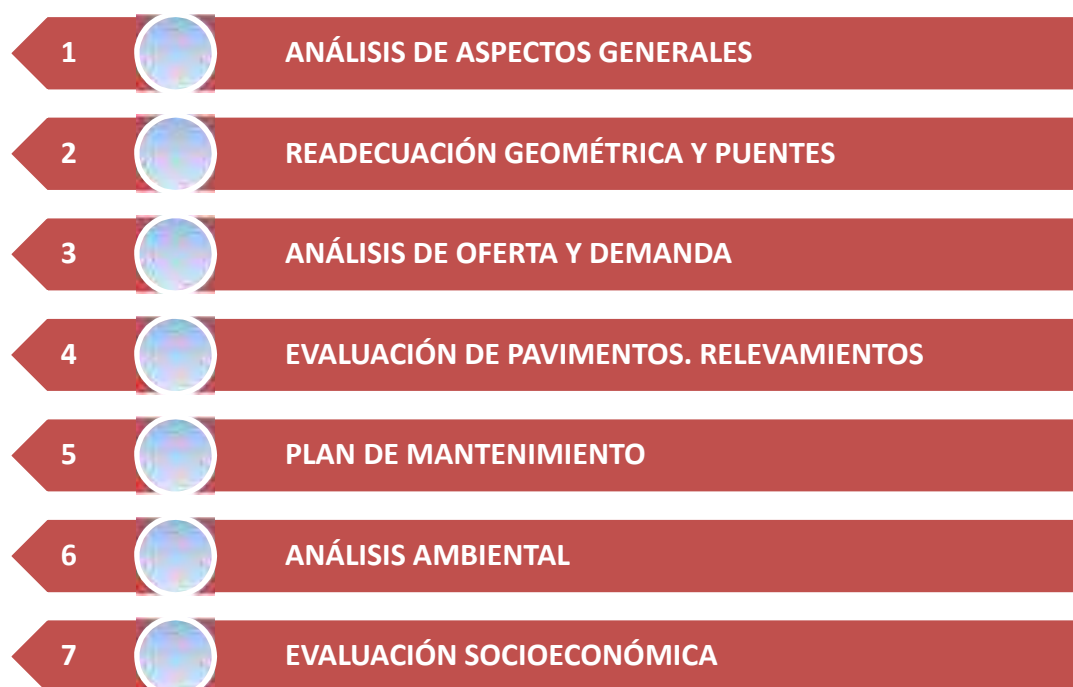 1 ANÁLISIS DE ASPECTOS GENERALES
2 READECUACIÓN GEOMÉTRICA Y PUENTES
3 ANÁLISIS DE OFERTA Y DEMANDA
4 EVALUACIÓN DE PAVIMENTOS. RELEVAMIENTOS
5 PLAN DE MANTENIMIENTO
6 ANÁLISIS AMBIENTAL
7 EVALUACIÓN SOCIOECONÓMICA